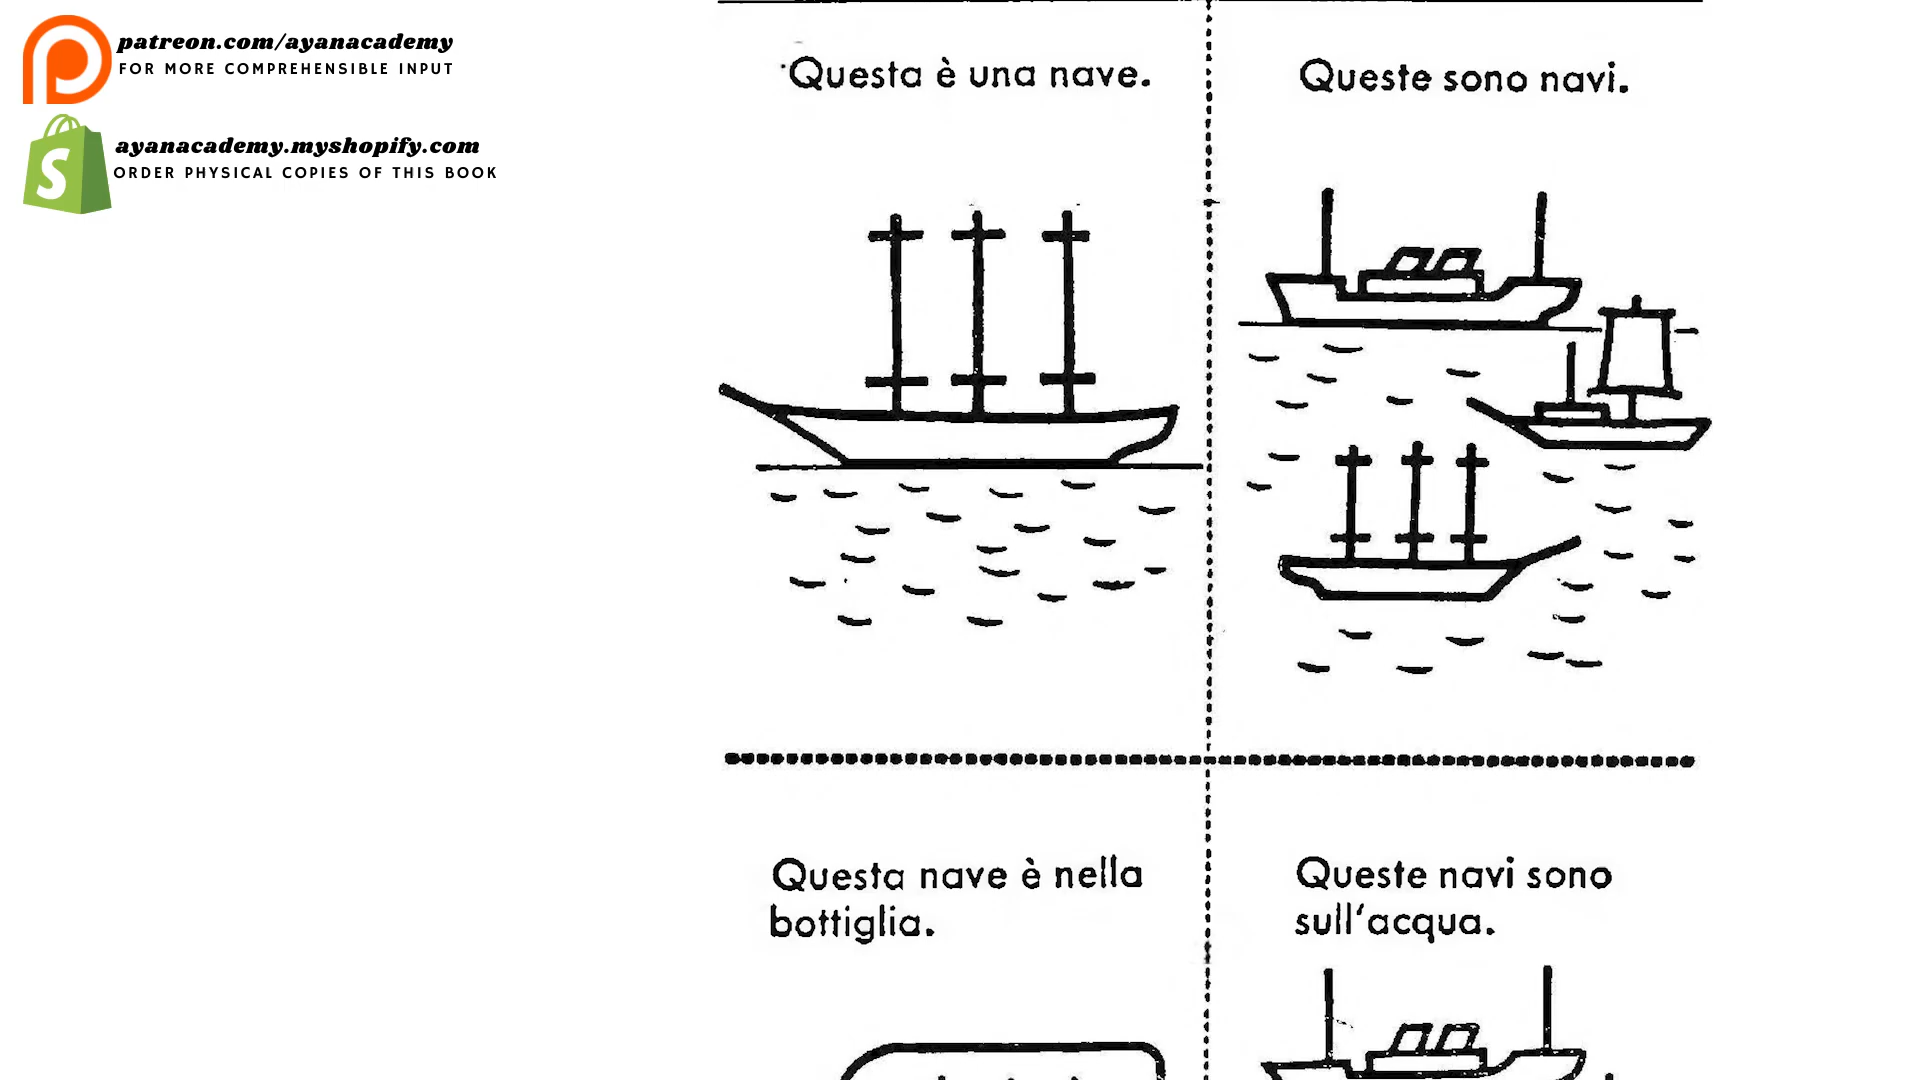 patreon.com/ayanacademy
FOR MORE COMPREHENSIBLE INPUT
ayanacademy.myshopify.com
ORDER PHYSICAL COPIES OF THIS BOOK
Questa è una nave.
Queste sono navi.
Questa nave è nella
bottiglia.
Queste navi sono
sull'acqua.